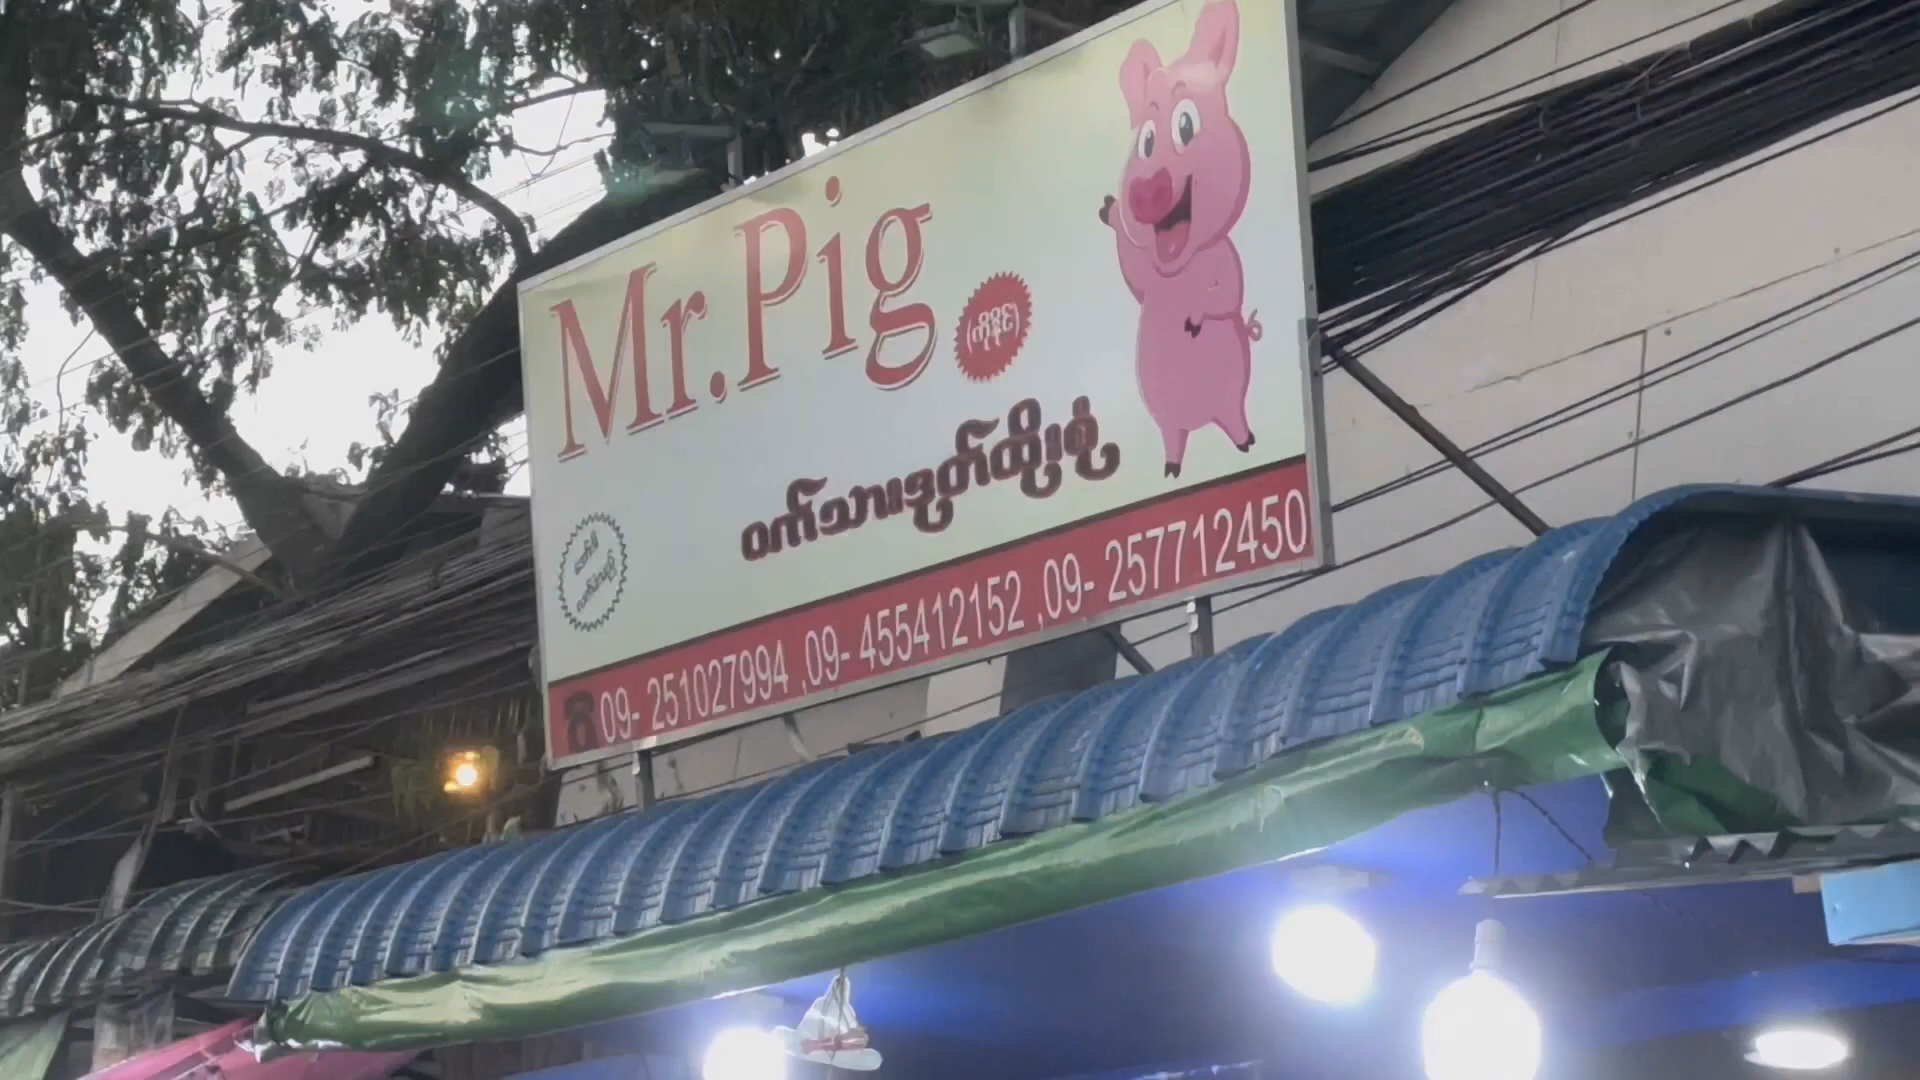 Mr.Pig
(ကိုနိုင်)
ဝက်သားဒုတ်ထိုးစုံ
09- 251027994 ,09- 455412152 ,09- 257712450